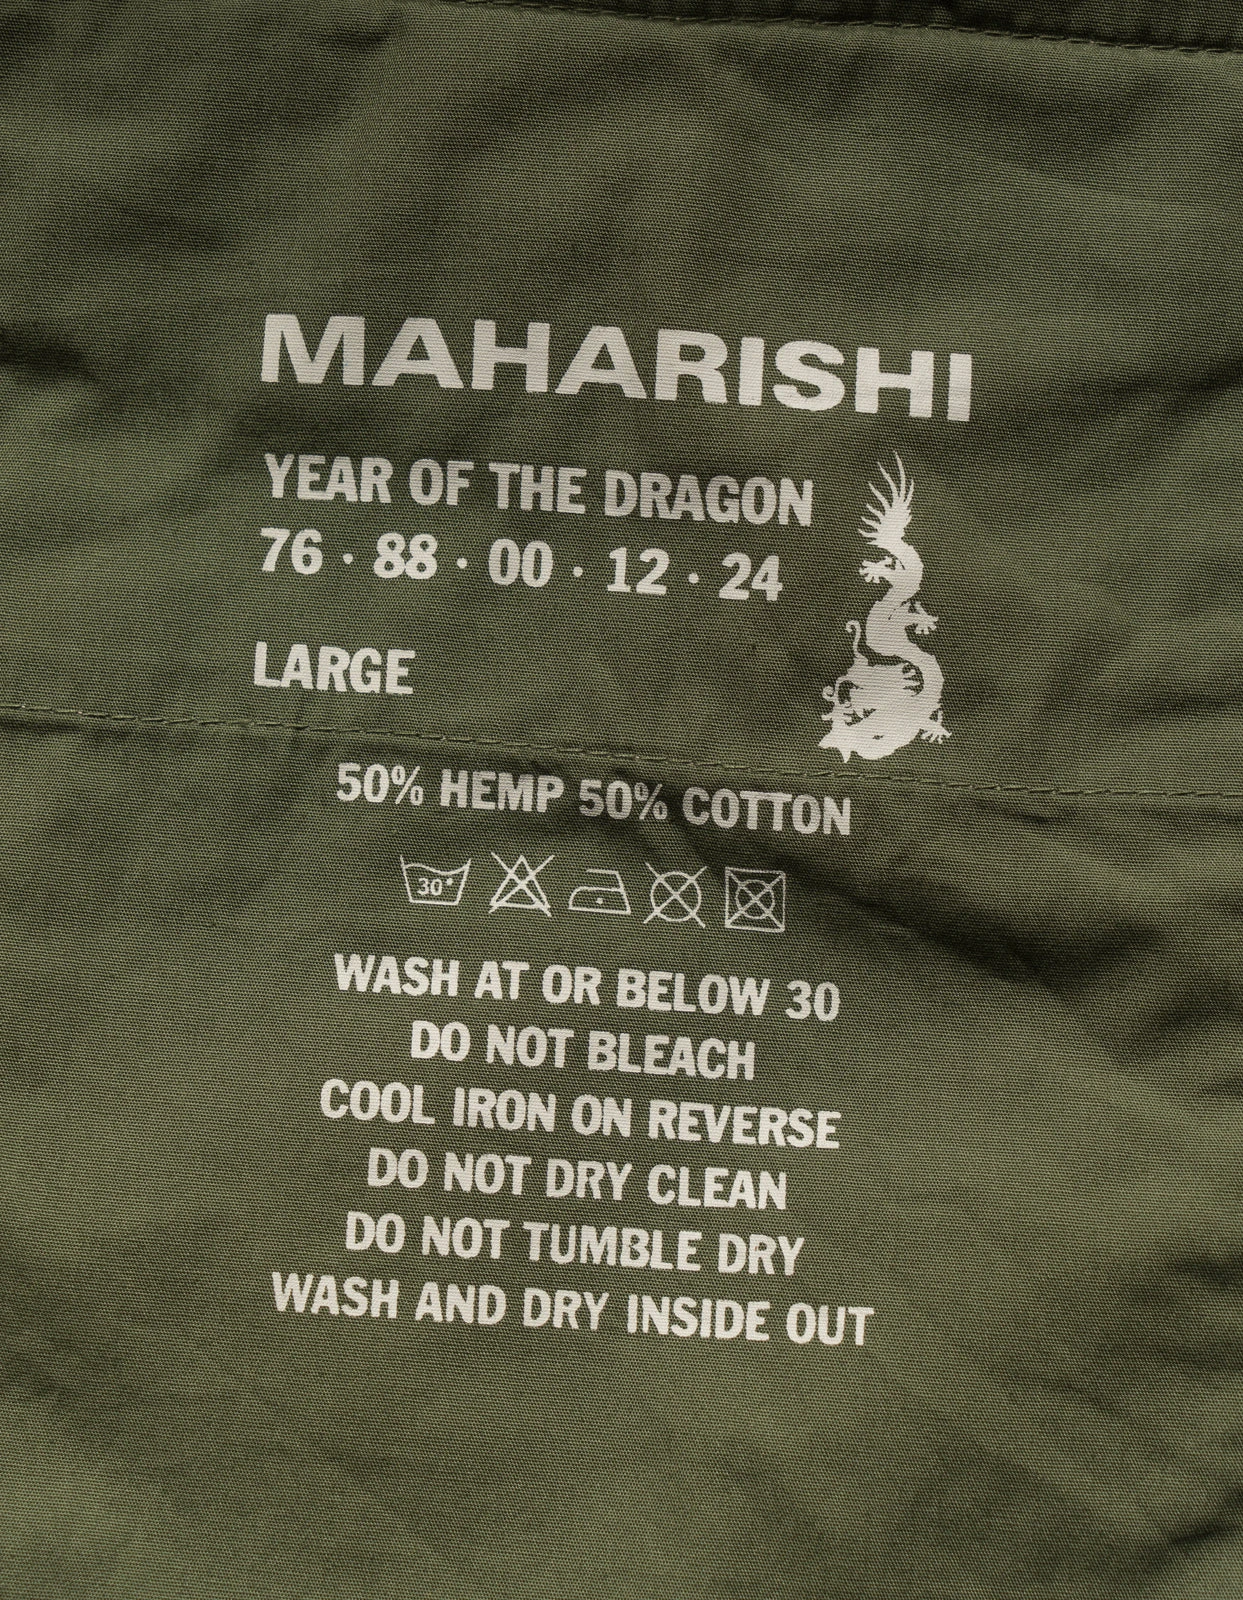 MAHARISHI
YEAR OF THE DRAGON
76 · 88 · 00 · 12 · 24
LARGE
50% HEMP 50% COTTON
30°
WASH AT OR BELOW 30
DO NOT BLEACH
COOL IRON ON REVERSE
DO NOT DRY CLEAN
DO NOT TUMBLE DRY
WASH AND DRY INSIDE OUT